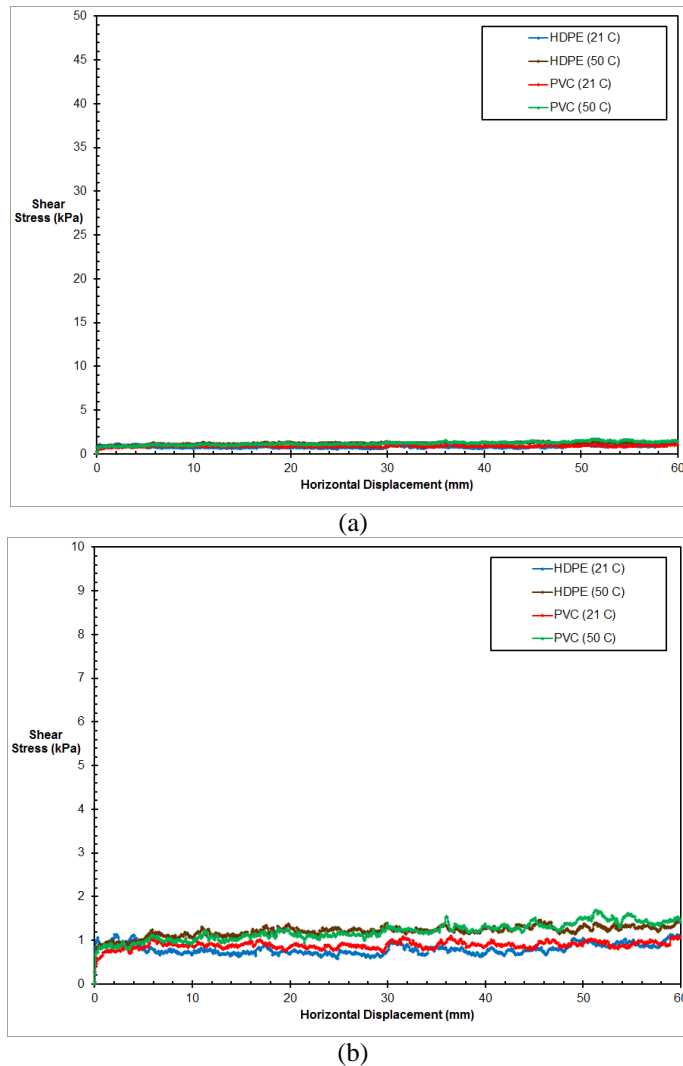 50
45
40
35
30
25
20
15
10
5
0
Shear
Stress (kPa)
HDPE (21 C)
HDPE (50 C)
PVC (21 C)
PVC (50 C)
0 10 20 30 40 50 60
Horizontal Displacement (mm)
(a)
10
9
8
7
6
5
4
3
2
1
0
Shear
Stress (kPa)
HDPE (21 C)
HDPE (50 C)
PVC (21 C)
PVC (50 C)
0 10 20 30 40 50 60
Horizontal Displacement (mm)
(b)